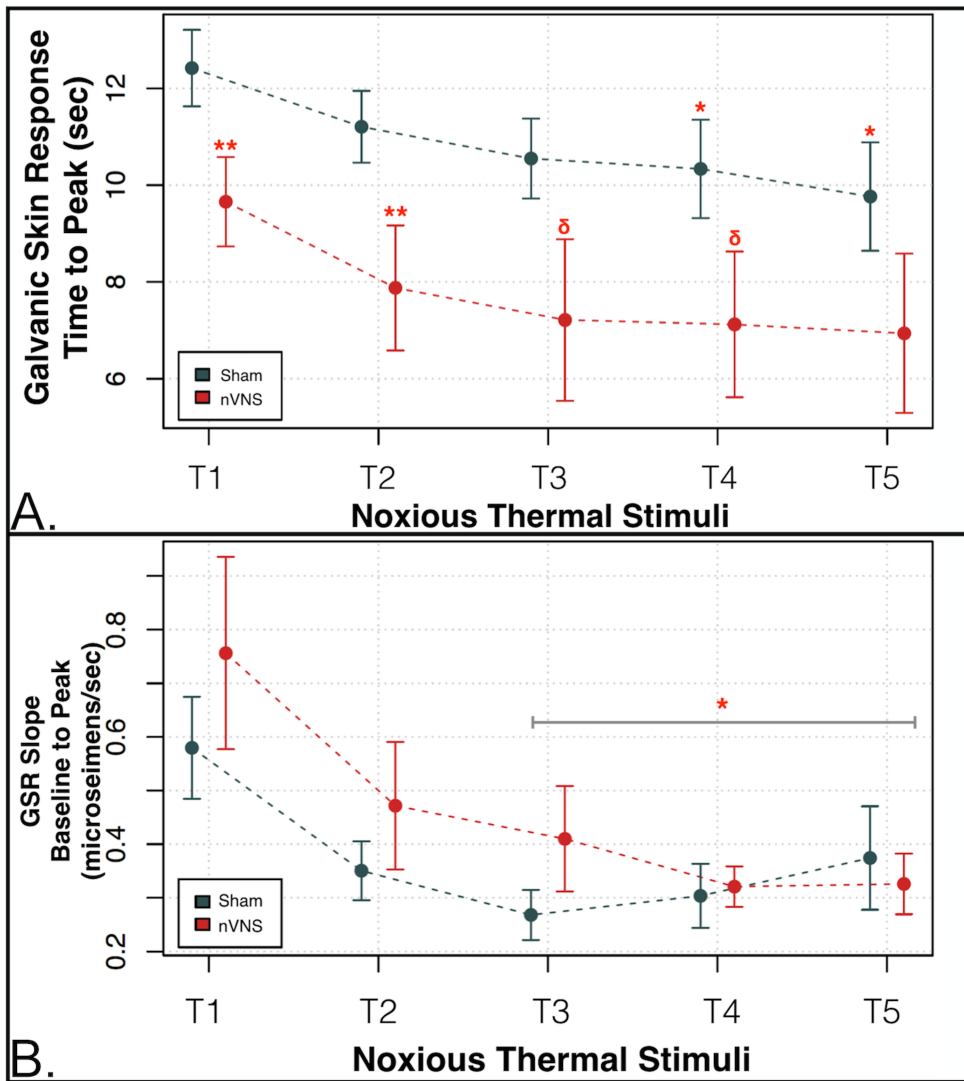 Galvanic Skin Response
Time to Peak (sec)
12
10
8
6
**
**
δ
δ
*
*
Sham
nVNS
T1 T2 T3 T4 T5
Noxious Thermal Stimuli
A.
GSR Slope
Baseline to Peak
(microseimens/sec)
0.8
0.6
0.4
0.2
*
Sham
nVNS
T1 T2 T3 T4 T5
Noxious Thermal Stimuli
B.